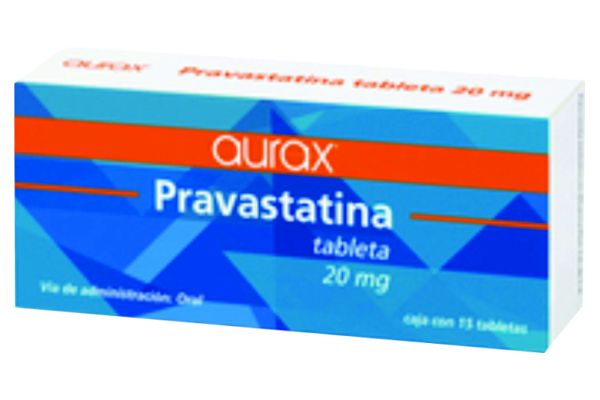 aurax Pravastatina tableta 20 mg
aurax
Pravastatina
tableta
20 mg
Vía de administración: Oral
caja con 15 tabletas